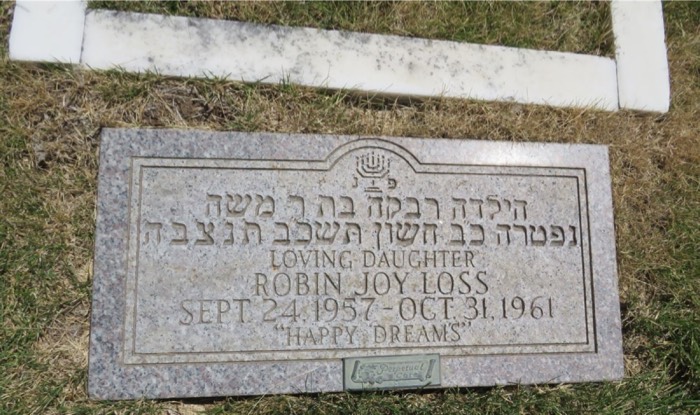 פ נ
הילדה רבקה בת ר משה
נפטרה כב חשון תשכב תנצבה
LOVING DAUGHTER
ROBIN JOY LOSS
SEPT. 24, 1957 - OCT. 31, 1961
"HAPPY DREAMS"
Perpetual